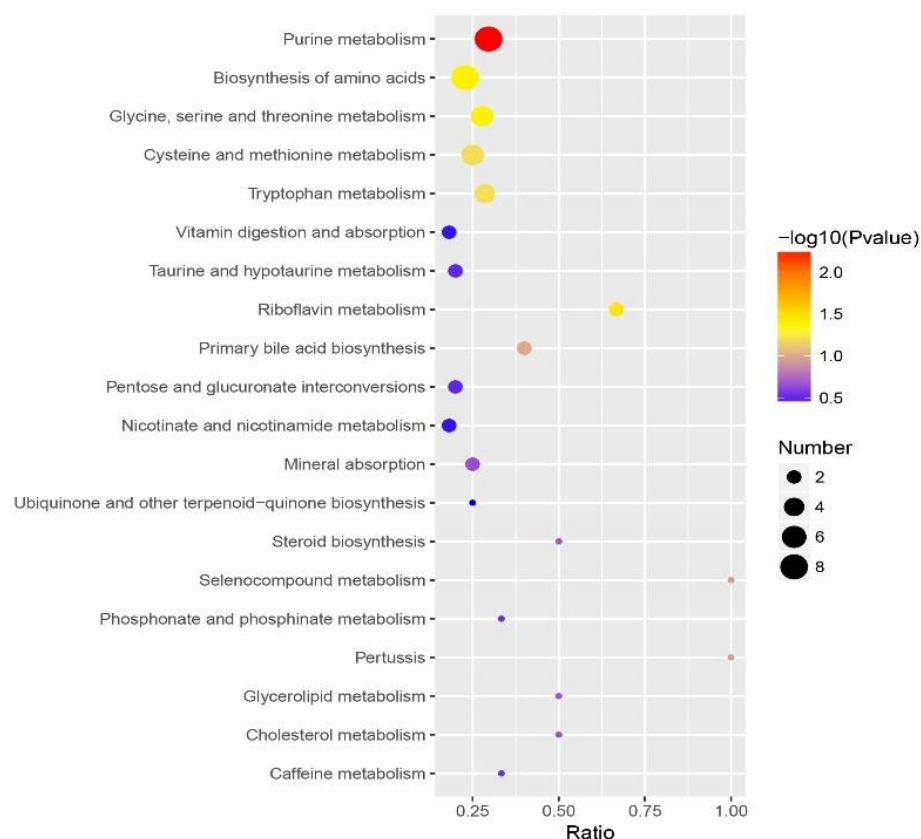 Purine metabolism
Biosynthesis of amino acids
Glycine, serine and threonine metabolism
Cysteine and methionine metabolism
Tryptophan metabolism
Vitamin digestion and absorption
Taurine and hypotaurine metabolism
Riboflavin metabolism
Primary bile acid biosynthesis
Pentose and glucuronate interconversions
Nicotinate and nicotinamide metabolism
Mineral absorption
Ubiquinone and other terpenoid−quinone biosynthesis
Steroid biosynthesis
Selenocompound metabolism
Phosphonate and phosphinate metabolism
Pertussis
Glycerolipid metabolism
Cholesterol metabolism
Caffeine metabolism
0.25 0.50 0.75 1.00
Ratio
−log10(Pvalue)
2.0
1.5
1.0
0.5
Number
2
4
6
8